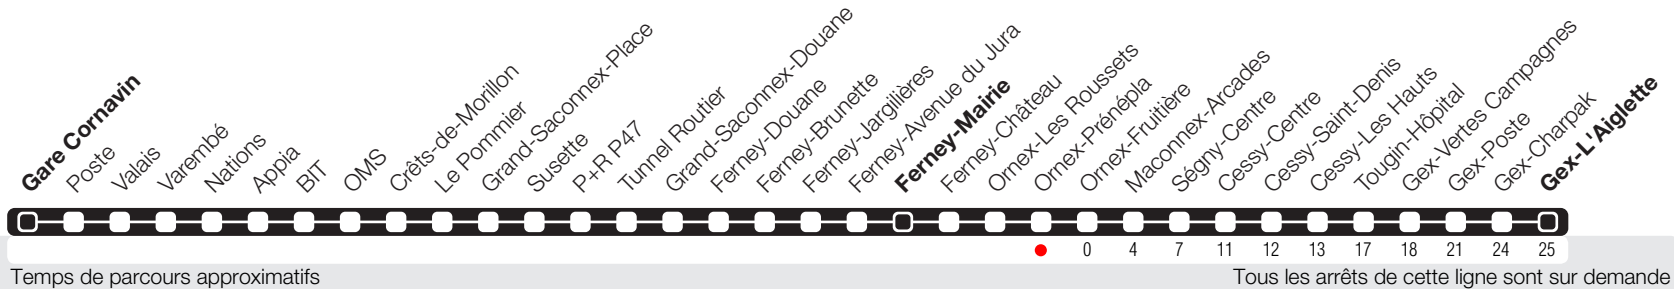 Gare Cornavin
Poste
Valais
Varembé
Nations
Appia
BIT
OMS
Crêts-de-Morillon
Le Pommier
Grand-Saconnex-Place
Susette
P+R P47
Tunnel Routier
Grand-Saconnex-Douane
Ferney-Douane
Ferney-Brunette
Ferney-Jargilières
Ferney-Avenue du Jura
Ferney-Mairie
Ferney-Château
Ornex-Les Roussets
Ornex-Prénépla
Ornex-Fruitière
Maconnex-Arcades
Ségny-Centre
Cessy-Centre
Cessy-Saint-Denis
Cessy-Les Hauts
Tougin-Hôpital
Gex-Vertes Campagnes
Gex-Poste
Gex-Charpak
Gex-L'Aiglette
0 4 7 11 12 13 17 18 21 24 25
Temps de parcours approximatifs
Tous les arrêts de cette ligne sont sur demande